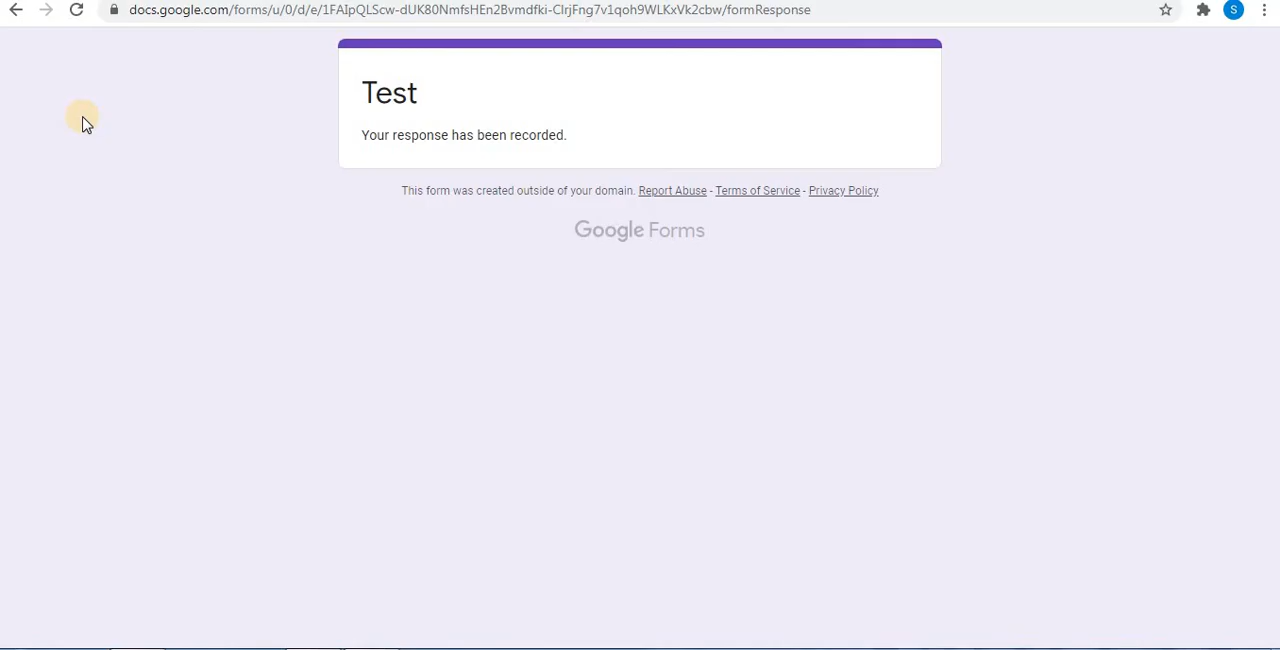 docs.google.com/forms/u/0/d/e/1FAIpQLScw-dUK80NmfsHEn2Bvmdfki-ClrjFng7v1qoh9WLKxVk2cbw/formResponse
S
Test
Your response has been recorded.
This form was created outside of your domain. Report Abuse - Terms of Service - Privacy Policy
Google Forms